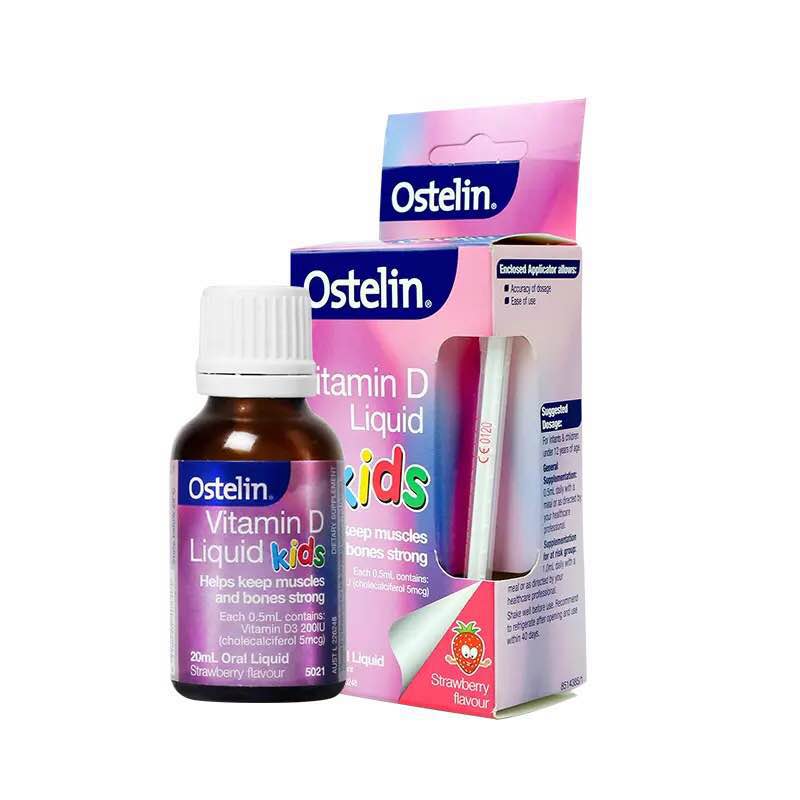 Ostelin®
Vitamin D
Liquid kids
Helps keep muscles
and bones strong
Each 0.5mL contains:
Vitamin D3 200IU
(cholecalciferol 5mcg)
20mL Oral Liquid
Strawberry flavour
5021
AUST L 226248
DIETARY SUPPLEMENT
Ostelin®
Ostelin®
itamin D
Liquid
kids
keep muscles
bones strong
Each 0.5mL contains:
(cholecalciferol 5mcg)
Liquid
Strawberry
flavour
CE 0120
Enclosed Applicator allows:
Accuracy of dosage
Ease of use
Suggested
Dosage:
For infants & children
under 12 years of age.
General
Supplementation:
0.5mL daily with a
meal or as directed by
your healthcare
professional.
Supplementation
for at risk group:
1.0mL daily with a
meal or as directed by your
healthcare professional.
Shake well before use. Recommend
to refrigerate after opening and use
within 40 days.